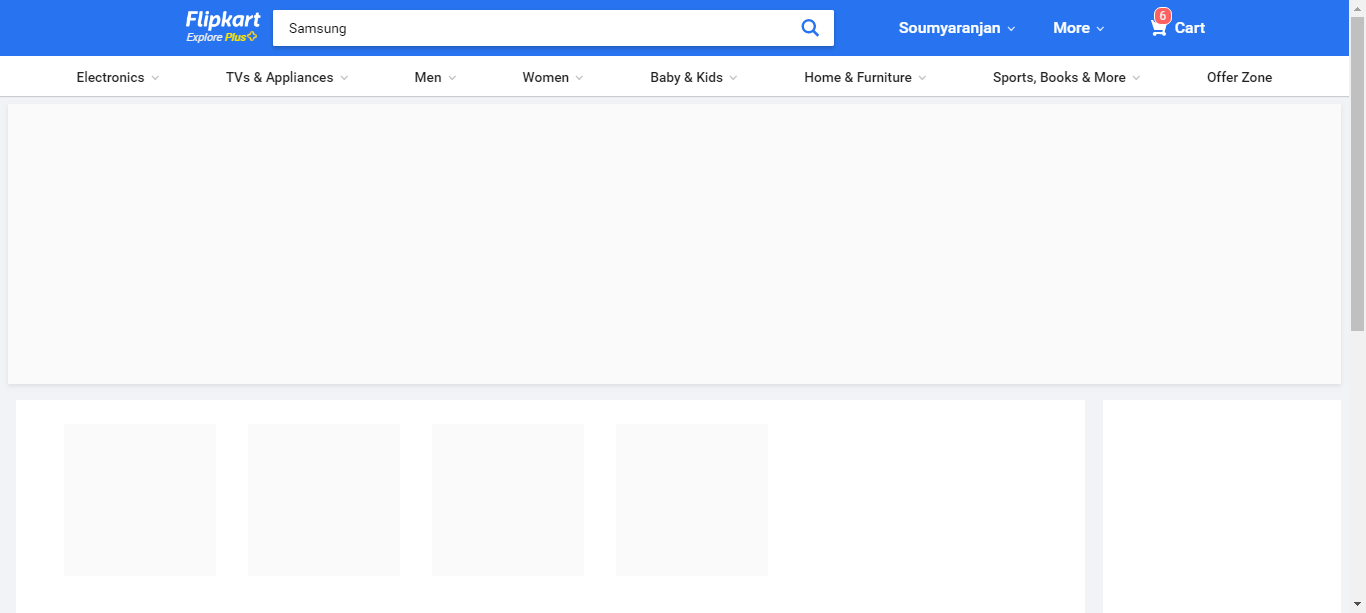 Flipkart
Explore Plus
Samsung
Soumyaranjan
More
6
Cart
Electronics
TVs & Appliances
Men
Women
Baby & Kids
Home & Furniture
Sports, Books & More
Offer Zone